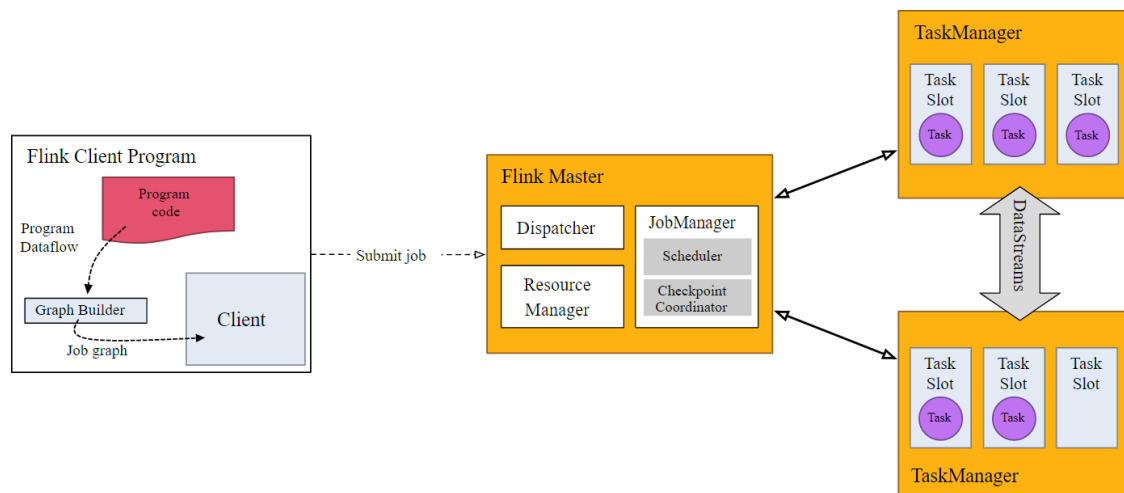 Flink Client Program
Program
code
Program
Dataflow
Graph Builder
Job graph
Client
Submit job
Flink Master
Dispatcher
Resource
Manager
JobManager
Scheduler
Checkpoint
Coordinator
TaskManager
Task
Slot
Task
Task
Slot
Task
Task
Slot
Task
DataStreams
Task
Slot
Task
Task
Slot
Task
Task
Slot
TaskManager